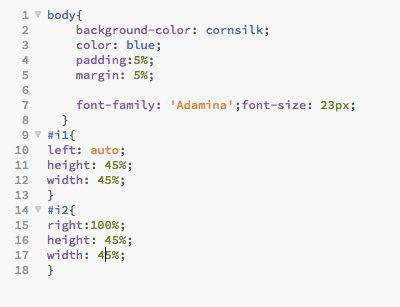 1 body{
2     background-color: cornsilk;
3     color: blue;
4     padding:5%;
5     margin: 5%;
6
7     font-family: 'Adamina';font-size: 23px;
8   }
9 #i1{
10 left: auto;
11 height: 45%;
12 width: 45%;
13 }
14 #i2{
15 right:100%;
16 height: 45%;
17 width: 45%;
18 }